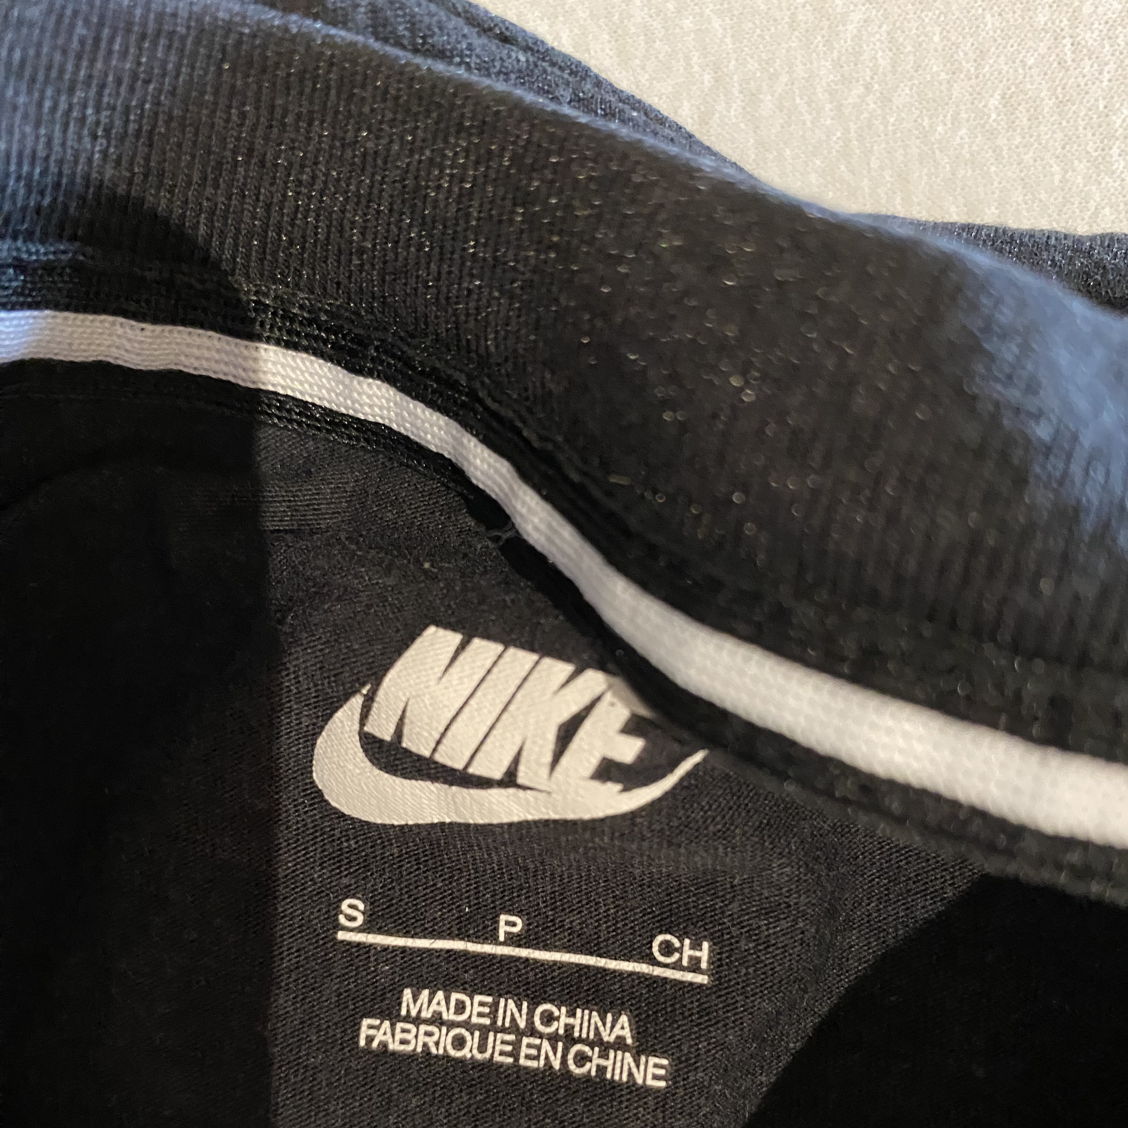 NIKE
S P CH
MADE IN CHINA
FABRIQUE EN CHINE